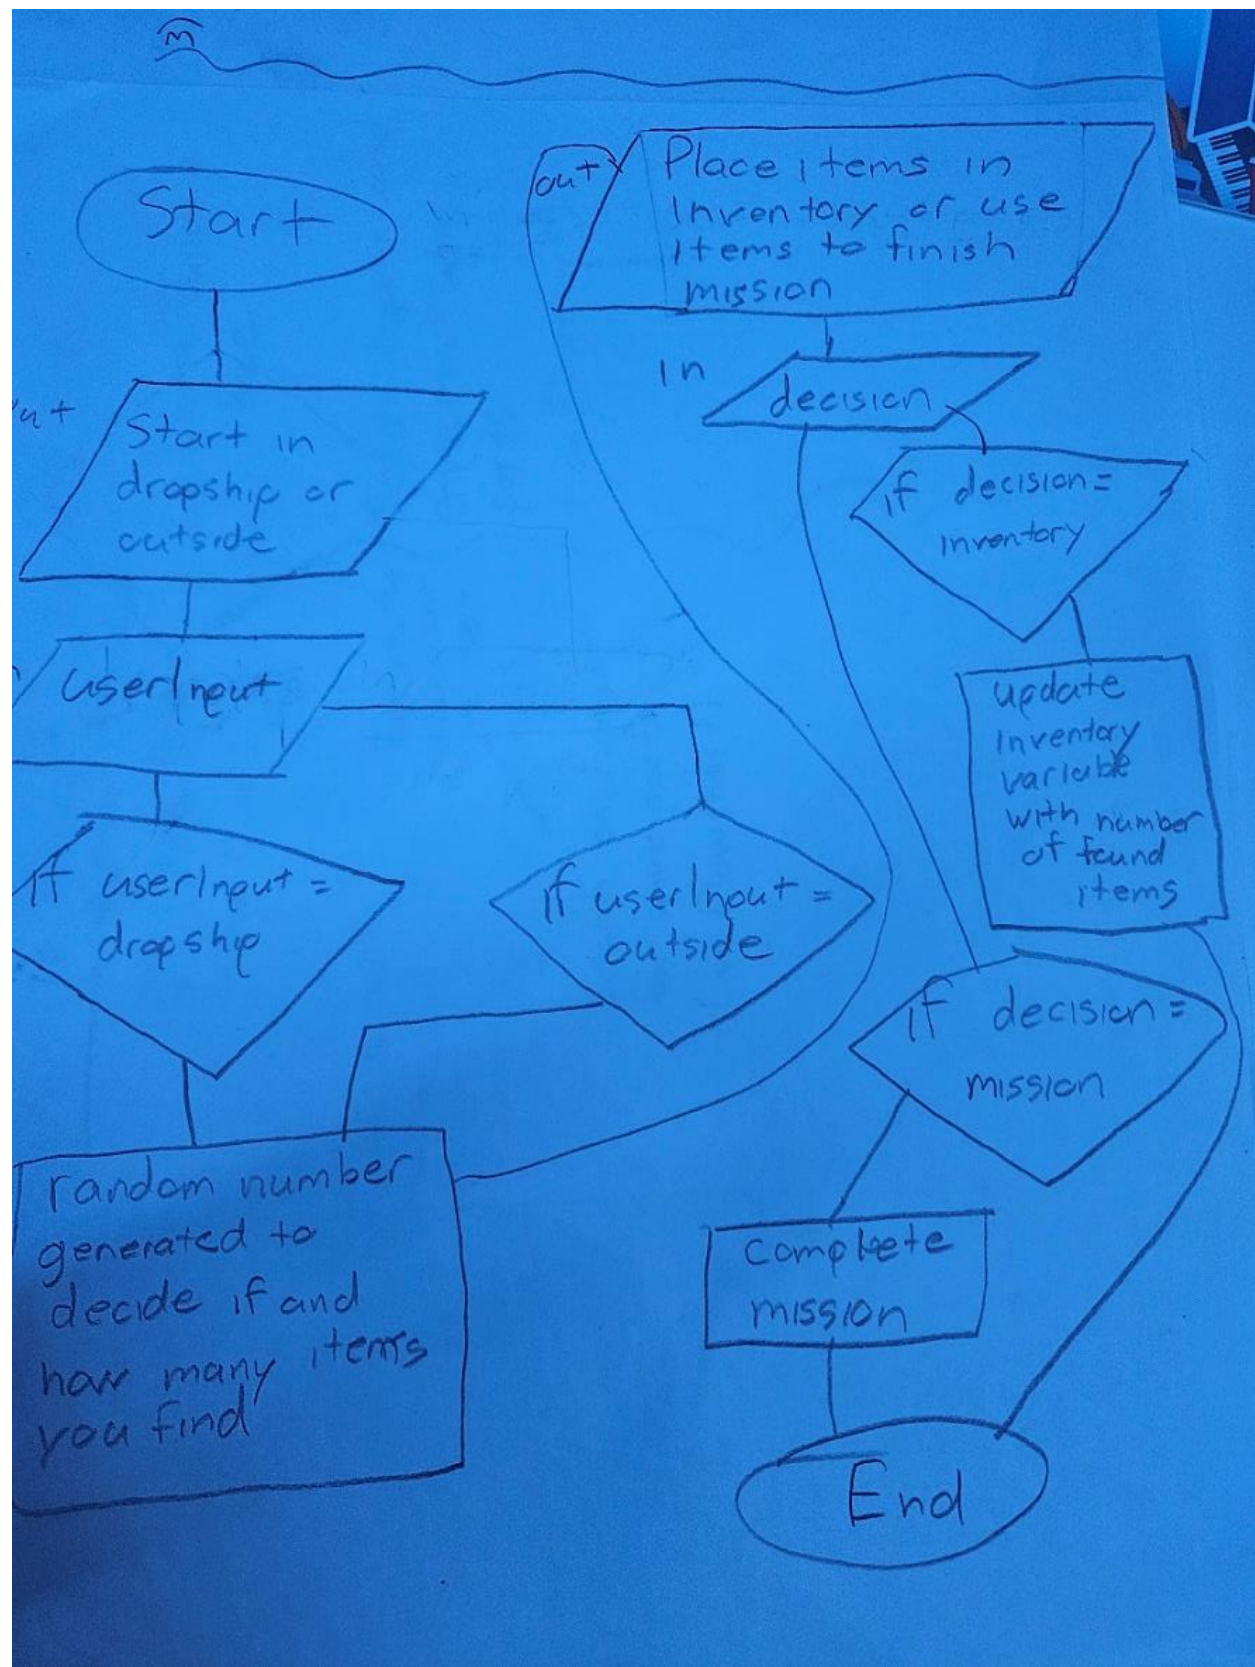 m
Start
Start in
dropship or
outside
userInput
if userInput =
dropship
if userInput =
outside
random number
generated to
decide if and
how many items
you find
out
Place items in
Inventory or use
Items to finish
mission
In
decision
if decision =
inventory
update
inventory
variable
with number
of found
items
if decision =
mission
complete
mission
End